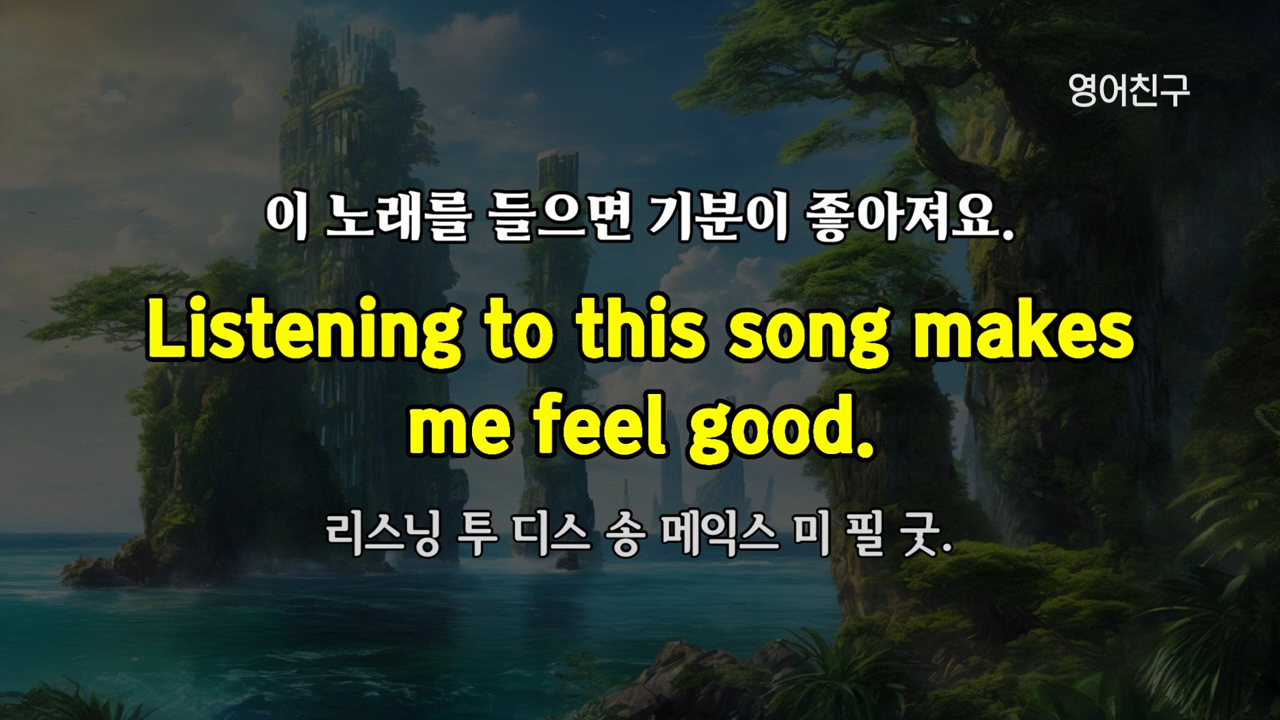 영어친구
이 노래를 들으면 기분이 좋아져요.
Listening to this song makes
me feel good.
리스닝 투 디스 송 메익스 미 필 굿.